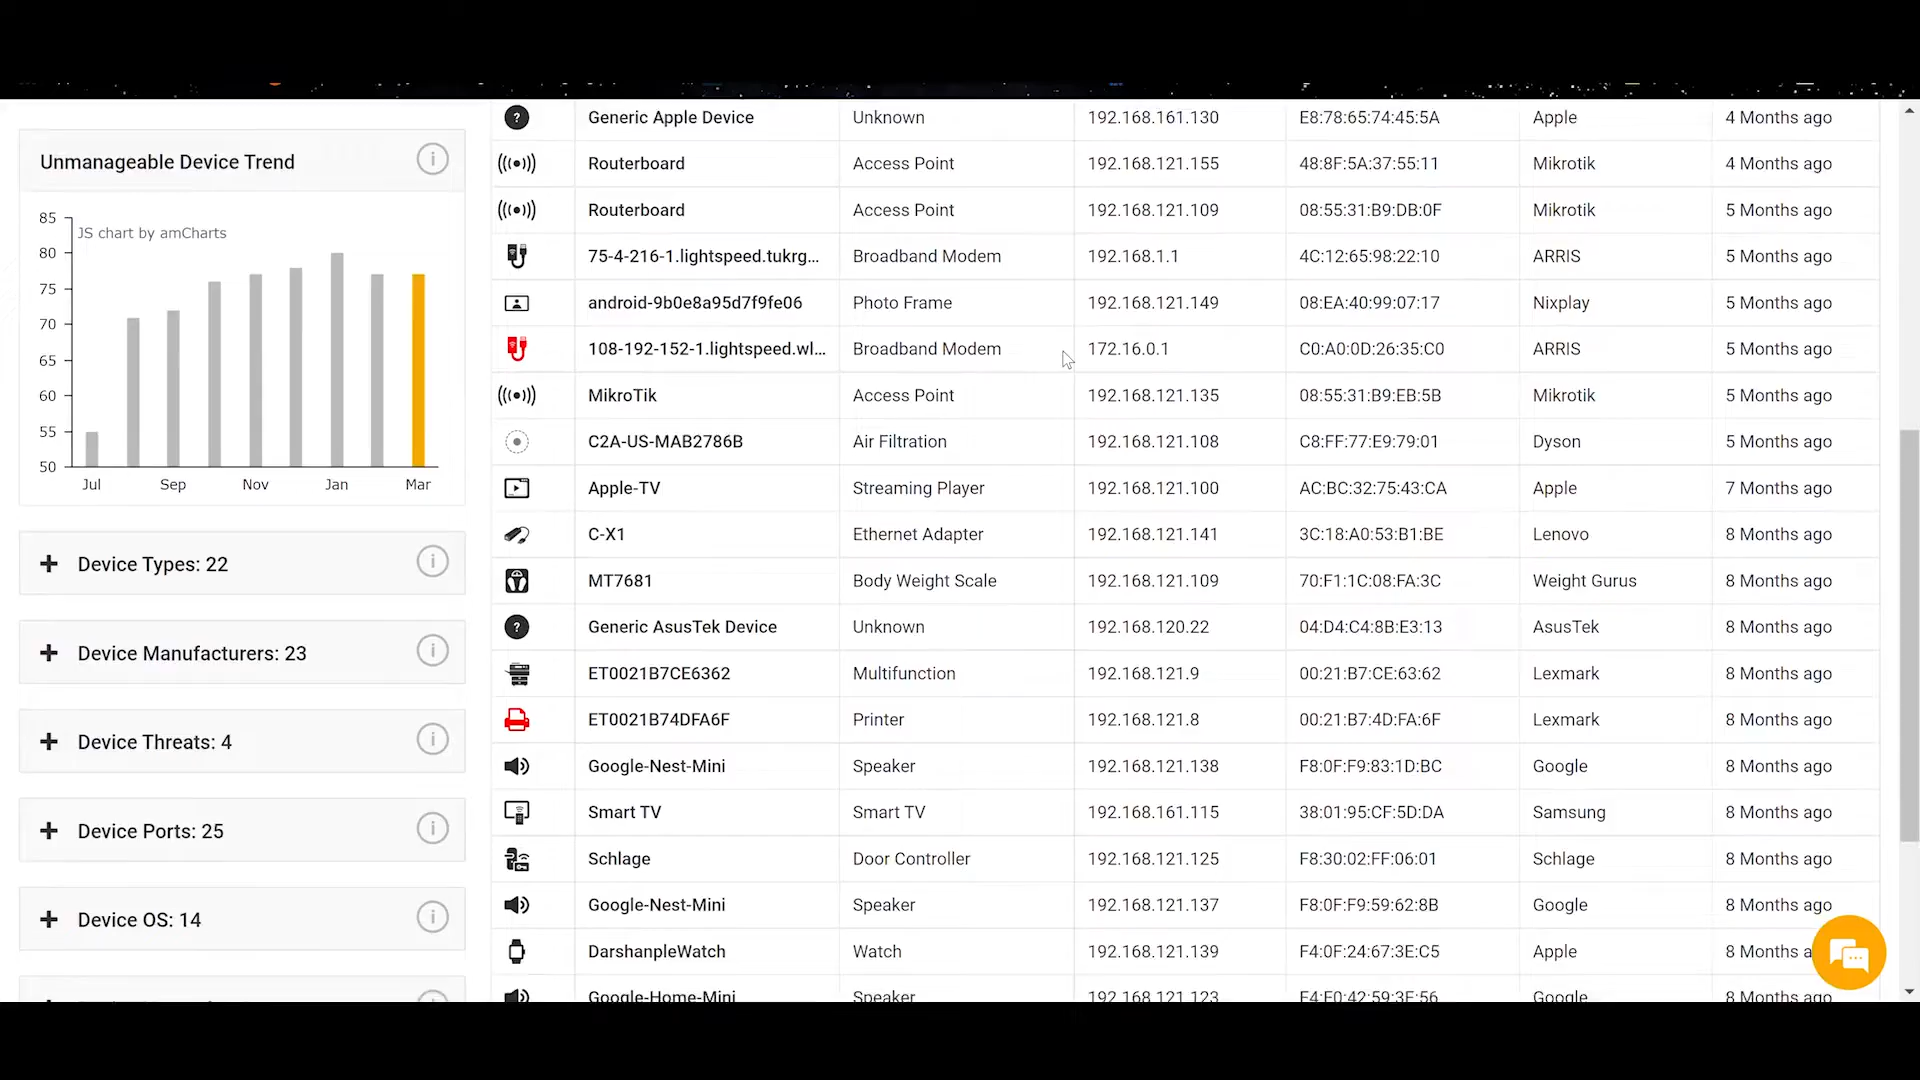 Unmanageable Device Trend
JS chart by amCharts
85
80
75
70
65
60
55
50
Jul Sep Nov Jan Mar
Device Types: 22
Device Manufacturers: 23
Device Threats: 4
Device Ports: 25
Device OS: 14
Generic Apple Device Unknown 192.168.161.130 E8:78:65:74:45:5A Apple 4 Months ago
Routerboard Access Point 192.168.121.155 48:8F:5A:37:55:11 Mikrotik 4 Months ago
Routerboard Access Point 192.168.121.109 08:55:31:B9:DB:0F Mikrotik 5 Months ago
75-4-216-1.lightspeed.tukrg... Broadband Modem 192.168.1.1 4C:12:65:98:22:10 ARRIS 5 Months ago
android-9b0e8a95d7f9fe06 Photo Frame 192.168.121.149 08:EA:40:99:07:17 Nixplay 5 Months ago
108-192-152-1.lightspeed.wl... Broadband Modem 172.16.0.1 C0:A0:0D:26:35:C0 ARRIS 5 Months ago
MikroTik Access Point 192.168.121.135 08:55:31:B9:EB:5B Mikrotik 5 Months ago
C2A-US-MAB2786B Air Filtration 192.168.121.108 C8:FF:77:E9:79:01 Dyson 5 Months ago
Apple-TV Streaming Player 192.168.121.100 AC:BC:32:75:43:CA Apple 7 Months ago
C-X1 Ethernet Adapter 192.168.121.141 3C:18:A0:53:B1:BE Lenovo 8 Months ago
MT7681 Body Weight Scale 192.168.121.109 70:F1:1C:08:FA:3C Weight Gurus 8 Months ago
Generic AsusTek Device Unknown 192.168.120.22 04:D4:C4:8B:E3:13 AsusTek 8 Months ago
ET0021B7CE6362 Multifunction 192.168.121.9 00:21:B7:CE:63:62 Lexmark 8 Months ago
ET0021B74DFA6F Printer 192.168.121.8 00:21:B7:4D:FA:6F Lexmark 8 Months ago
Google-Nest-Mini Speaker 192.168.121.138 F8:0F:F9:83:1D:BC Google 8 Months ago
Smart TV Smart TV 192.168.161.115 38:01:95:CF:5D:DA Samsung 8 Months ago
Schlage Door Controller 192.168.121.125 F8:30:02:FF:06:01 Schlage 8 Months ago
Google-Nest-Mini Speaker 192.168.121.137 F8:0F:F9:59:62:8B Google 8 Months ago
DarshanpleWatch Watch 192.168.121.139 F4:0F:24:67:3E:C5 Apple 8 Months a
Google-Home-Mini Speaker 192.168.121.123 F4:F0:42:59:3F:56 Google 8 Months ago